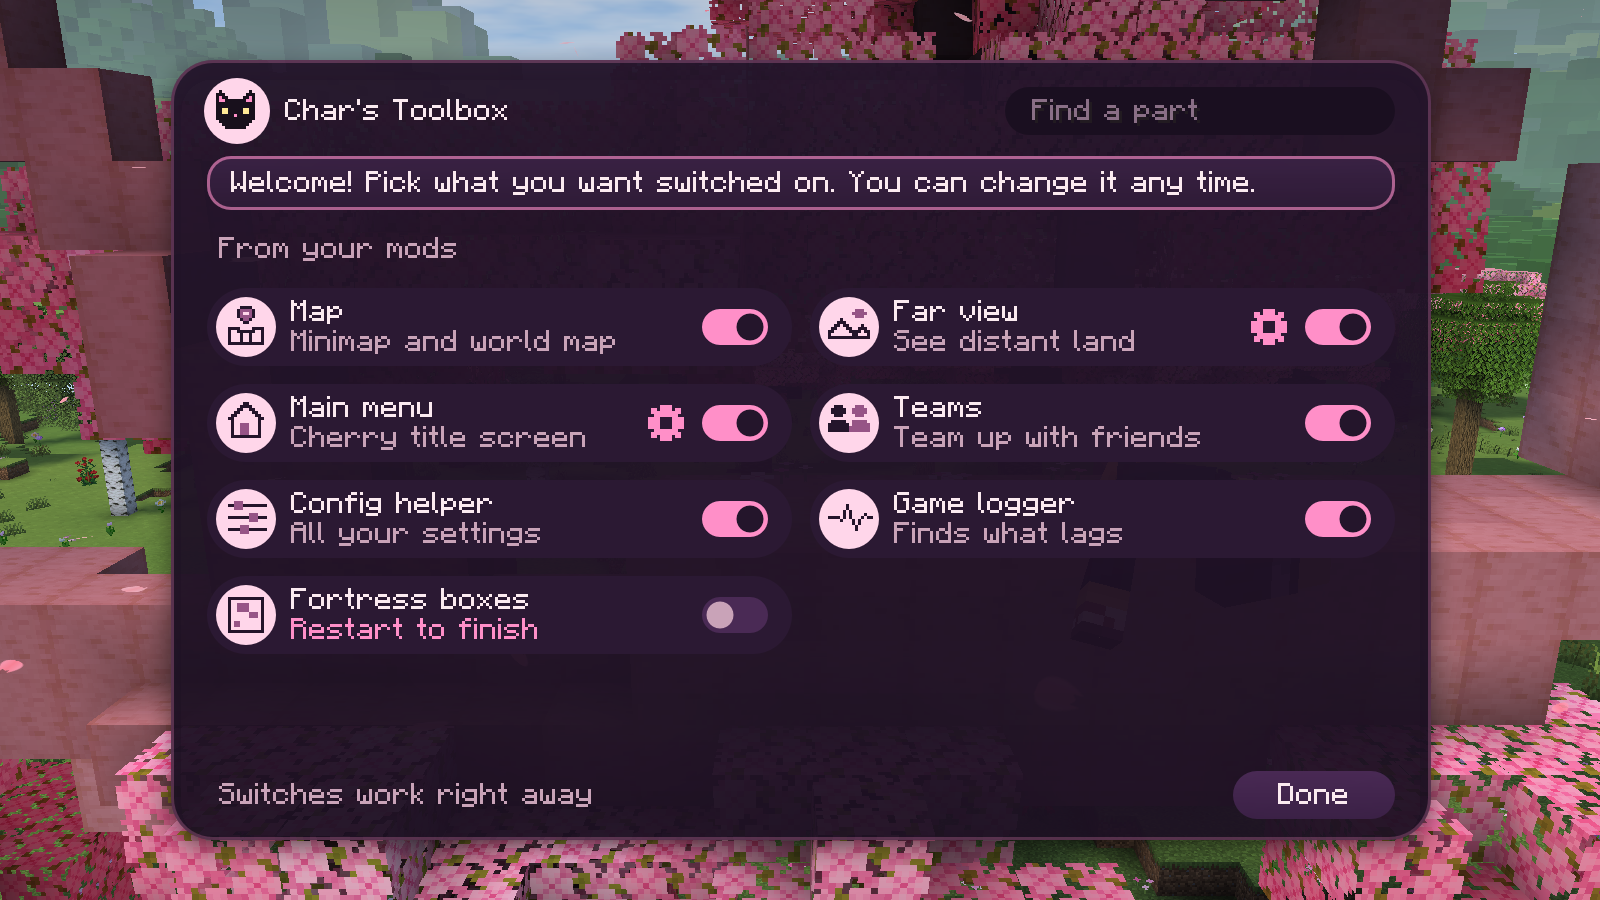 Char's Toolbox
Find a part
Welcome! Pick what you want switched on. You can change it any time.
From your mods
Map
Minimap and world map
Far view
See distant land
Main menu
Cherry title screen
Teams
Team up with friends
Config helper
All your settings
Game logger
Finds what lags
Fortress boxes
Restart to finish
Switches work right away
Done